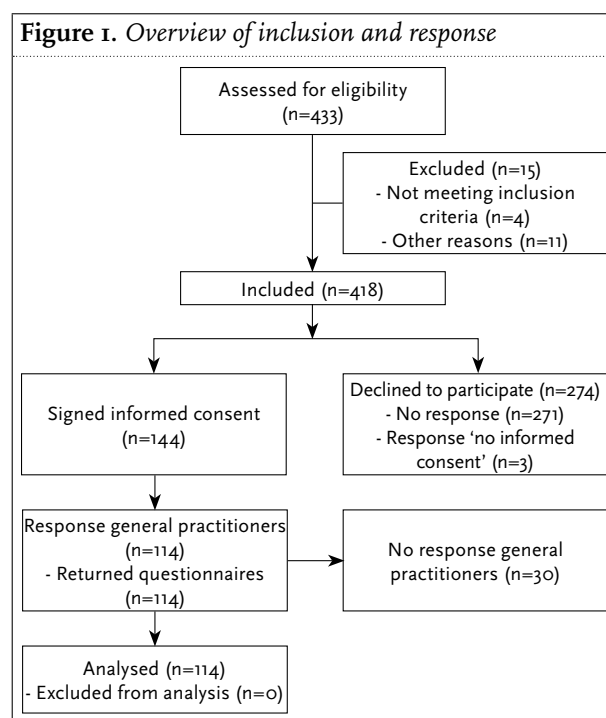 Figure 1. Overview of inclusion and response
Assessed for eligibility
(n=433)
Excluded (n=15)
- Not meeting inclusion
criteria (n=4)
- Other reasons (n=11)
Included (n=418)
Signed informed consent
(n=144)
Declined to participate (n=274)
- No response (n=271)
- Response ‘no informed
consent’ (n=3)
Response general practitioners
(n=114)
- Returned questionnaires
(n=114)
No response general
practitioners (n=30)
Analysed (n=114)
- Excluded from analysis (n=0)